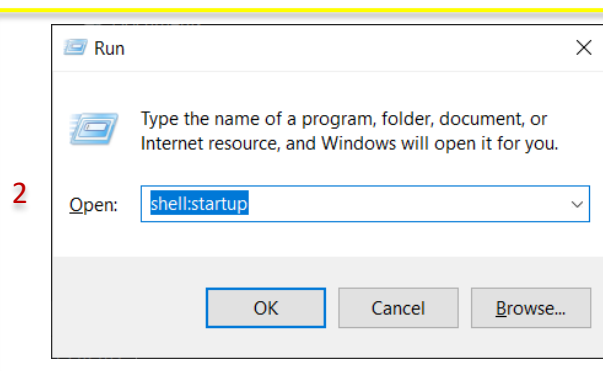 Run
Type the name of a program, folder, document, or
Internet resource, and Windows will open it for you.
2
Open: shell:startup
OK Cancel Browse...